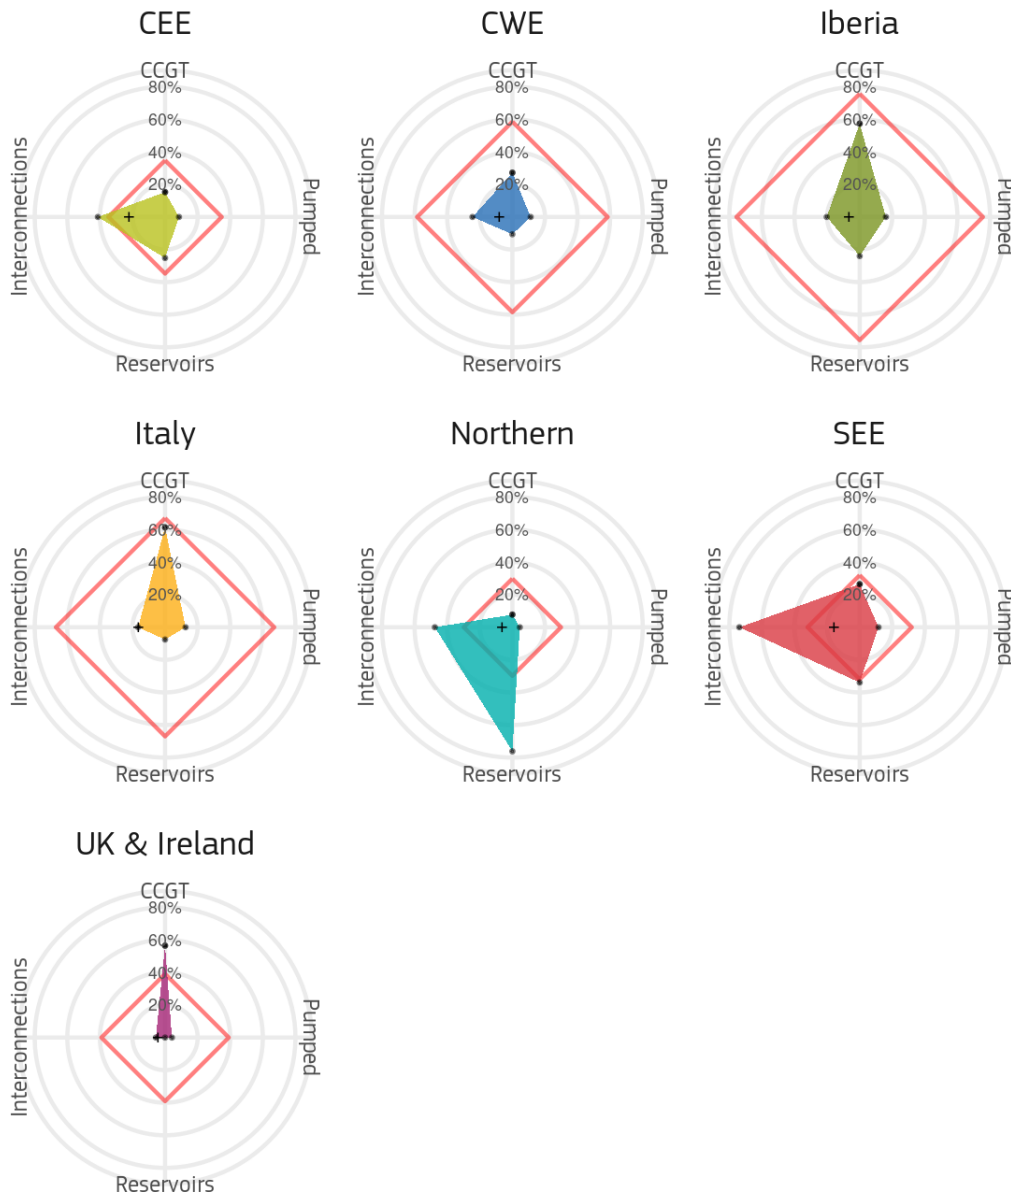 CEE
CWE
Iberia
CCGT
80%
60%
40%
20%
Interconnections
Pumped
Reservoirs
CCGT
80%
60%
40%
20%
Interconnections
Pumped
Reservoirs
CCGT
80%
60%
40%
20%
Interconnections
Pumped
Reservoirs
Italy
Northern
SEE
CCGT
80%
60%
40%
20%
Interconnections
Pumped
Reservoirs
CCGT
80%
60%
40%
20%
Interconnections
Pumped
Reservoirs
CCGT
80%
60%
40%
20%
Interconnections
Pumped
Reservoirs
UK & Ireland
CCGT
80%
60%
40%
20%
Interconnections
Pumped
Reservoirs